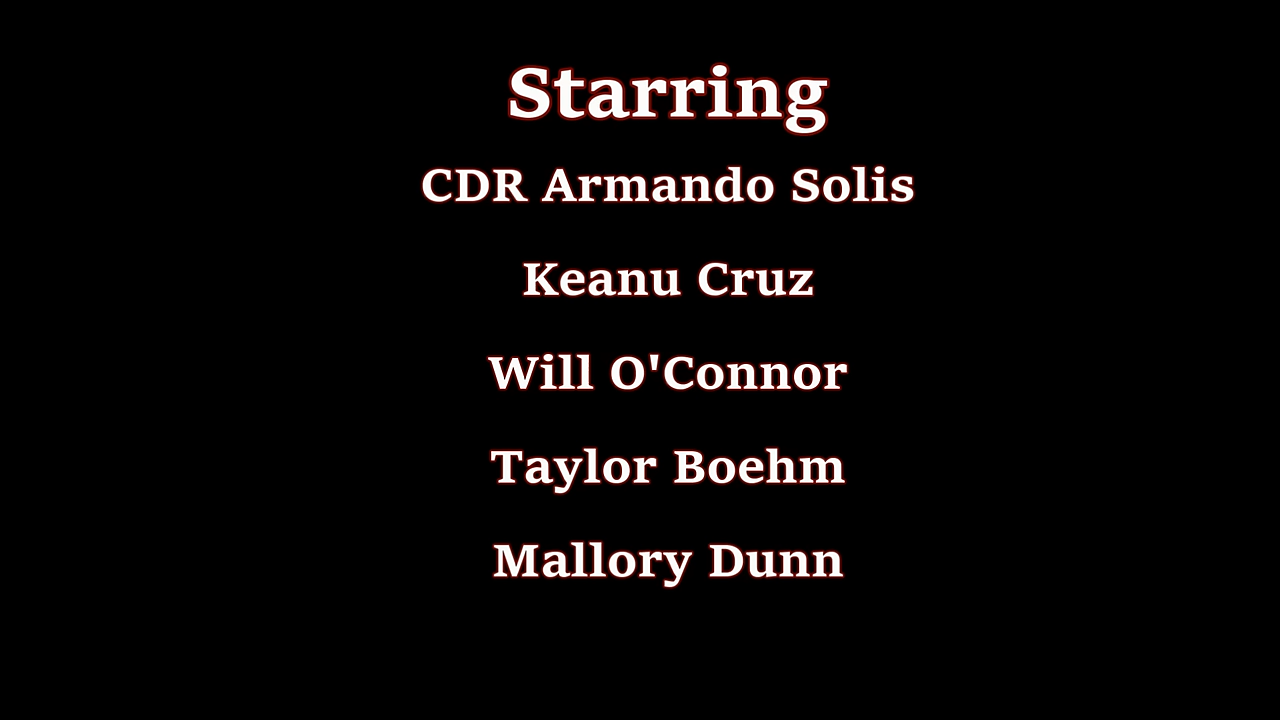 Starring
CDR Armando Solis
Keanu Cruz
Will O'Connor
Taylor Boehm
Mallory Dunn